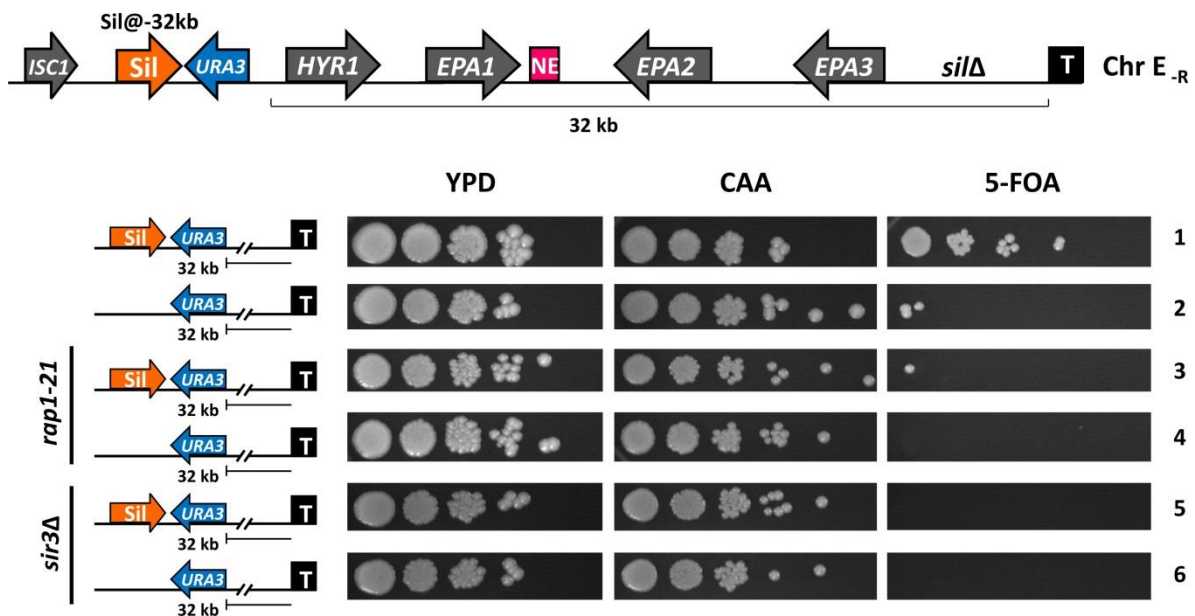 Sil@-32kb
ISC1 Sil URA3 HYR1 EPA1 NE EPA2 EPA3 silΔ T Chr E -R
32 kb
YPD CAA 5-FOA
Sil URA3 T 1
32 kb
URA3 T 2
32 kb
rap1-21
Sil URA3 T 3
32 kb
URA3 T 4
32 kb
sir3Δ
Sil URA3 T 5
32 kb
URA3 T 6
32 kb